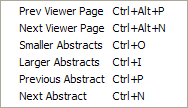 Prev Viewer Page Ctrl+Alt+P
Next Viewer Page Ctrl+Alt+N
Smaller Abstracts Ctrl+O
Larger Abstracts Ctrl+I
Previous Abstract Ctrl+P
Next Abstract Ctrl+N